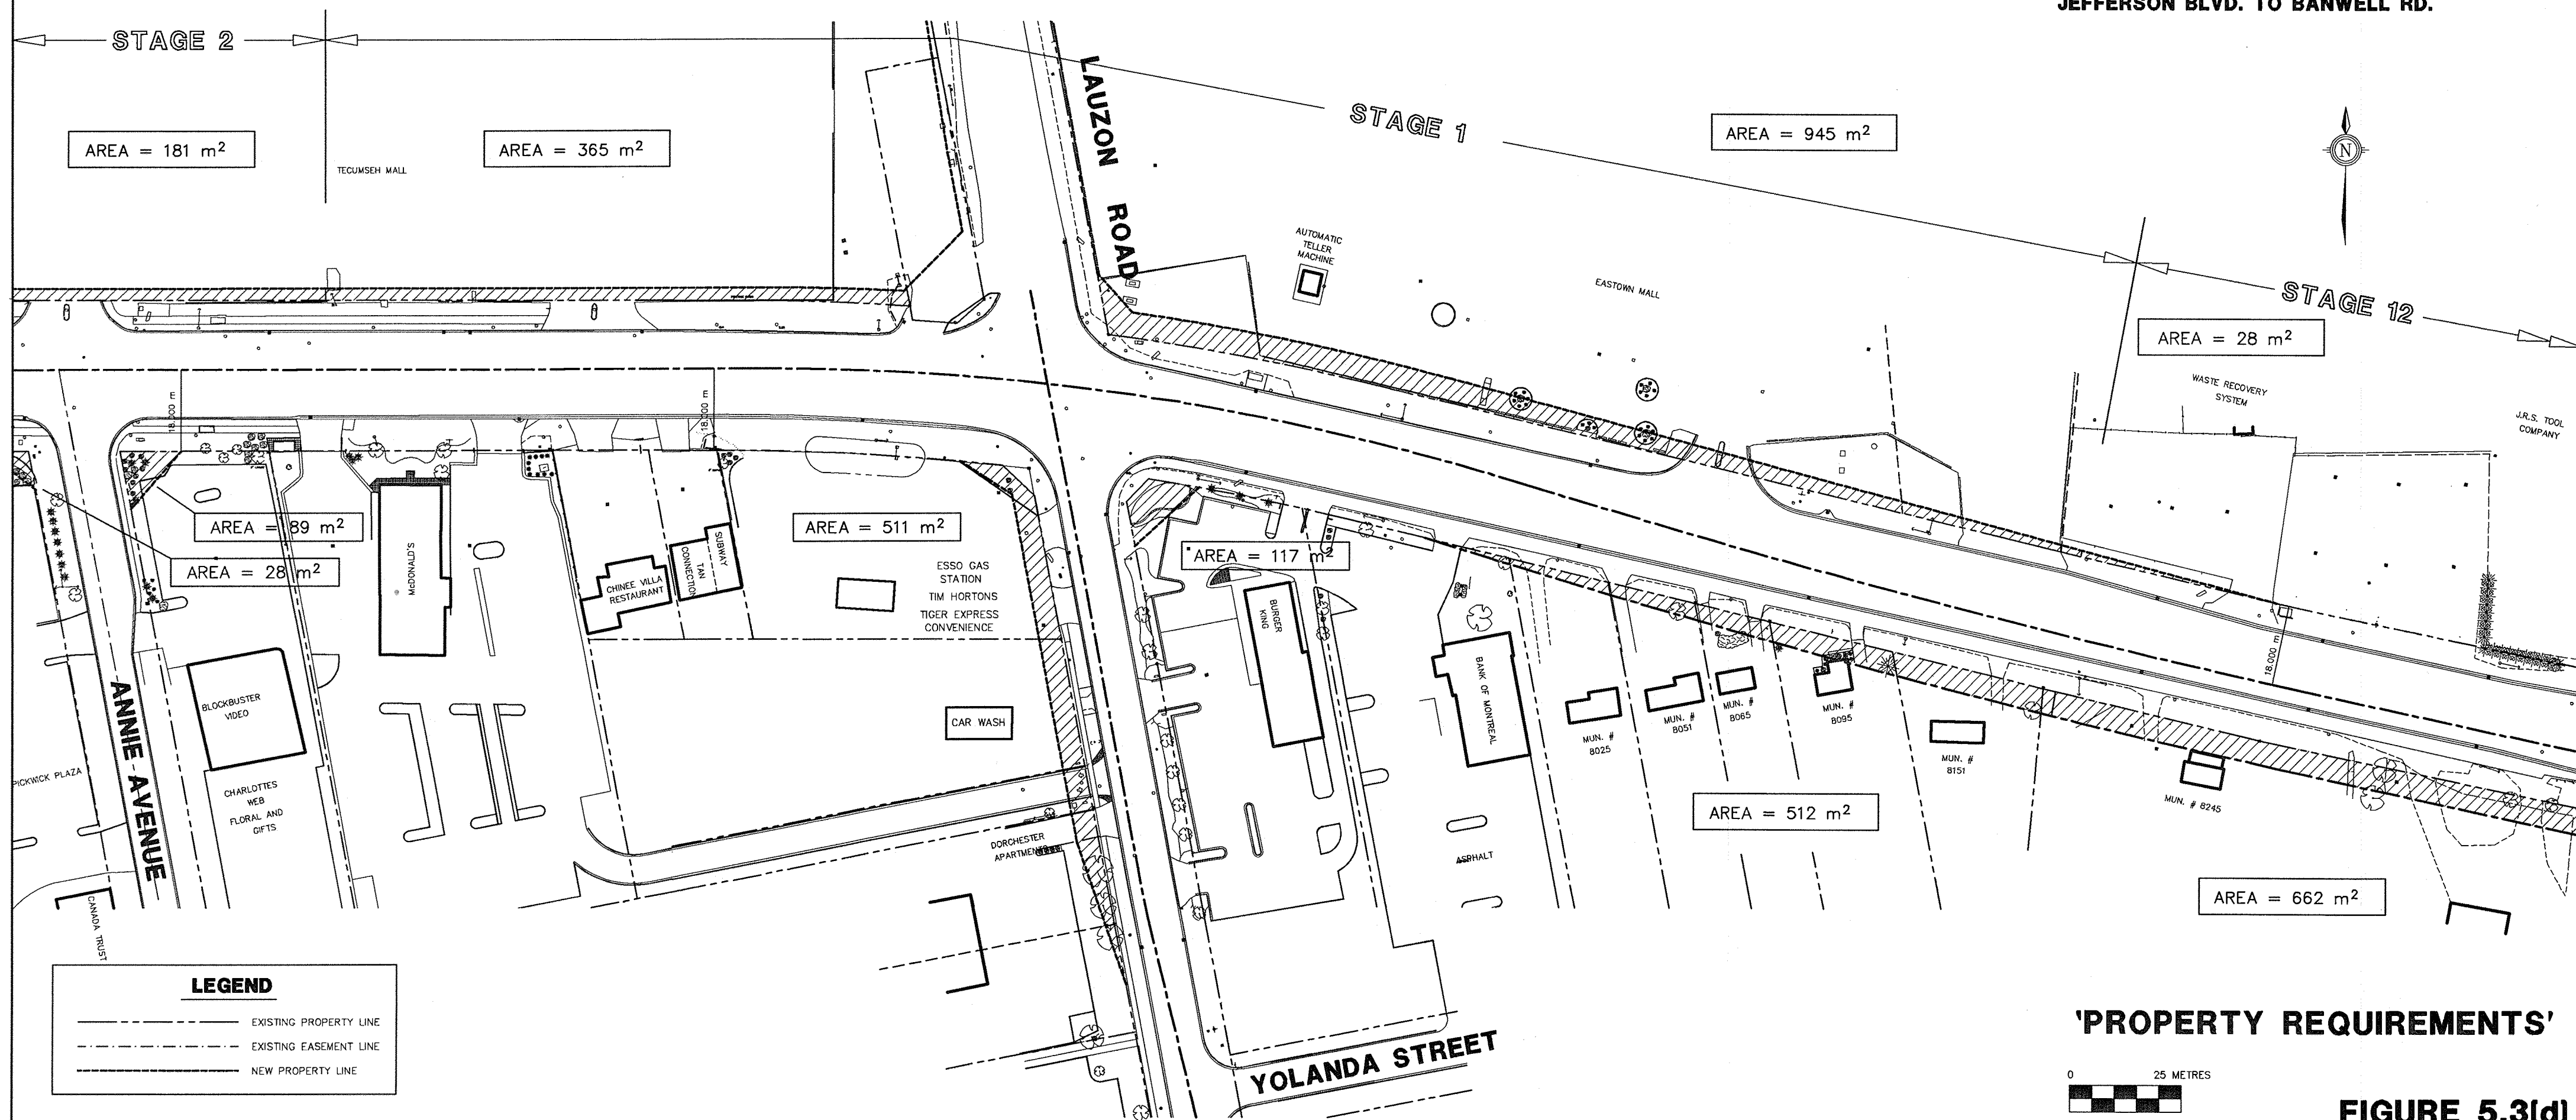 JEFFERSON BLVD. TO BANWELL RD.
STAGE 2
STAGE 1
STAGE 12
LAUZON ROAD
AREA = 181 m²
AREA = 365 m²
AREA = 945 m²
N
TECUMSEH MALL
AUTOMATIC
TELLER
MACHINE
EASTOWN MALL
AREA = 28 m²
WASTE RECOVERY
SYSTEM
J.R.S. TOOL
COMPANY
18.000 m
18.000 m
18.000 m
AREA = 89 m²
AREA = 28 m²
McDONALD'S
CHINEE VILLA
RESTAURANT
TAN
CONNECTION
SUBWAY
AREA = 511 m²
ESSO GAS
STATION
TIM HORTONS
TIGER EXPRESS
CONVENIENCE
AREA = 117 m²
BURGER
KING
BANK OF MONTREAL
MUN. #
8025
MUN. #
8051
MUN. #
8065
MUN. #
8095
MUN. #
8151
MUN. # 8245
BLOCKBUSTER
VIDEO
CAR WASH
ANNIE AVENUE
PICKWICK PLAZA
CHARLOTTES
WEB
FLORAL AND
GIFTS
DORCHESTER
APARTMENTS
ASPHALT
AREA = 512 m²
AREA = 662 m²
CANADA TRUST
LEGEND
EXISTING PROPERTY LINE
EXISTING EASEMENT LINE
NEW PROPERTY LINE
YOLANDA STREET
'PROPERTY REQUIREMENTS'
0 25 METRES
FIGURE 5.3(d)